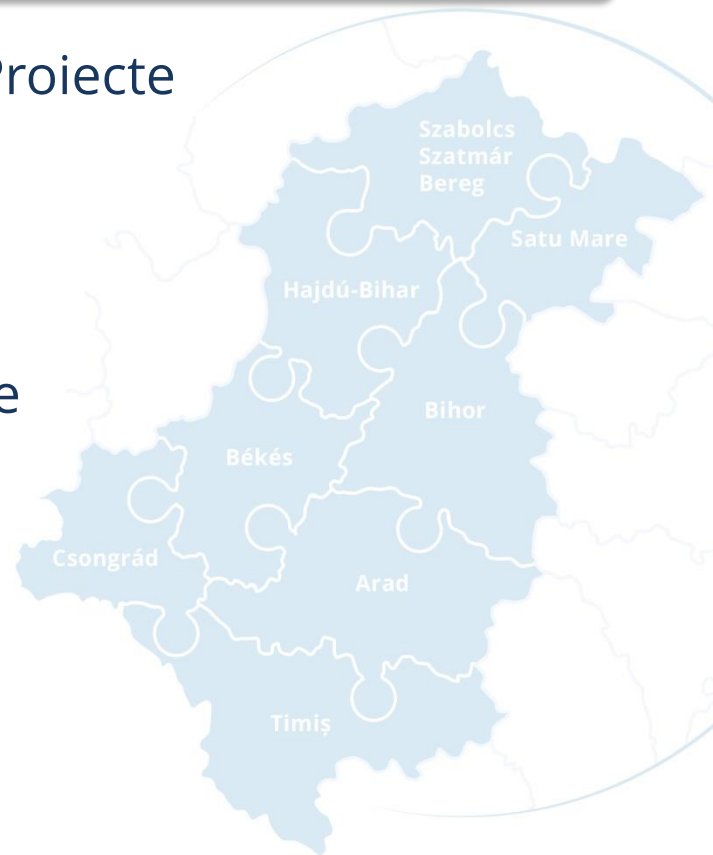 Proiecte
Szabolcs
Szatmár
Bereg
Satu Mare
Hajdú-Bihar
e
Bihor
Békés
Csongrád
Arad
Timiș